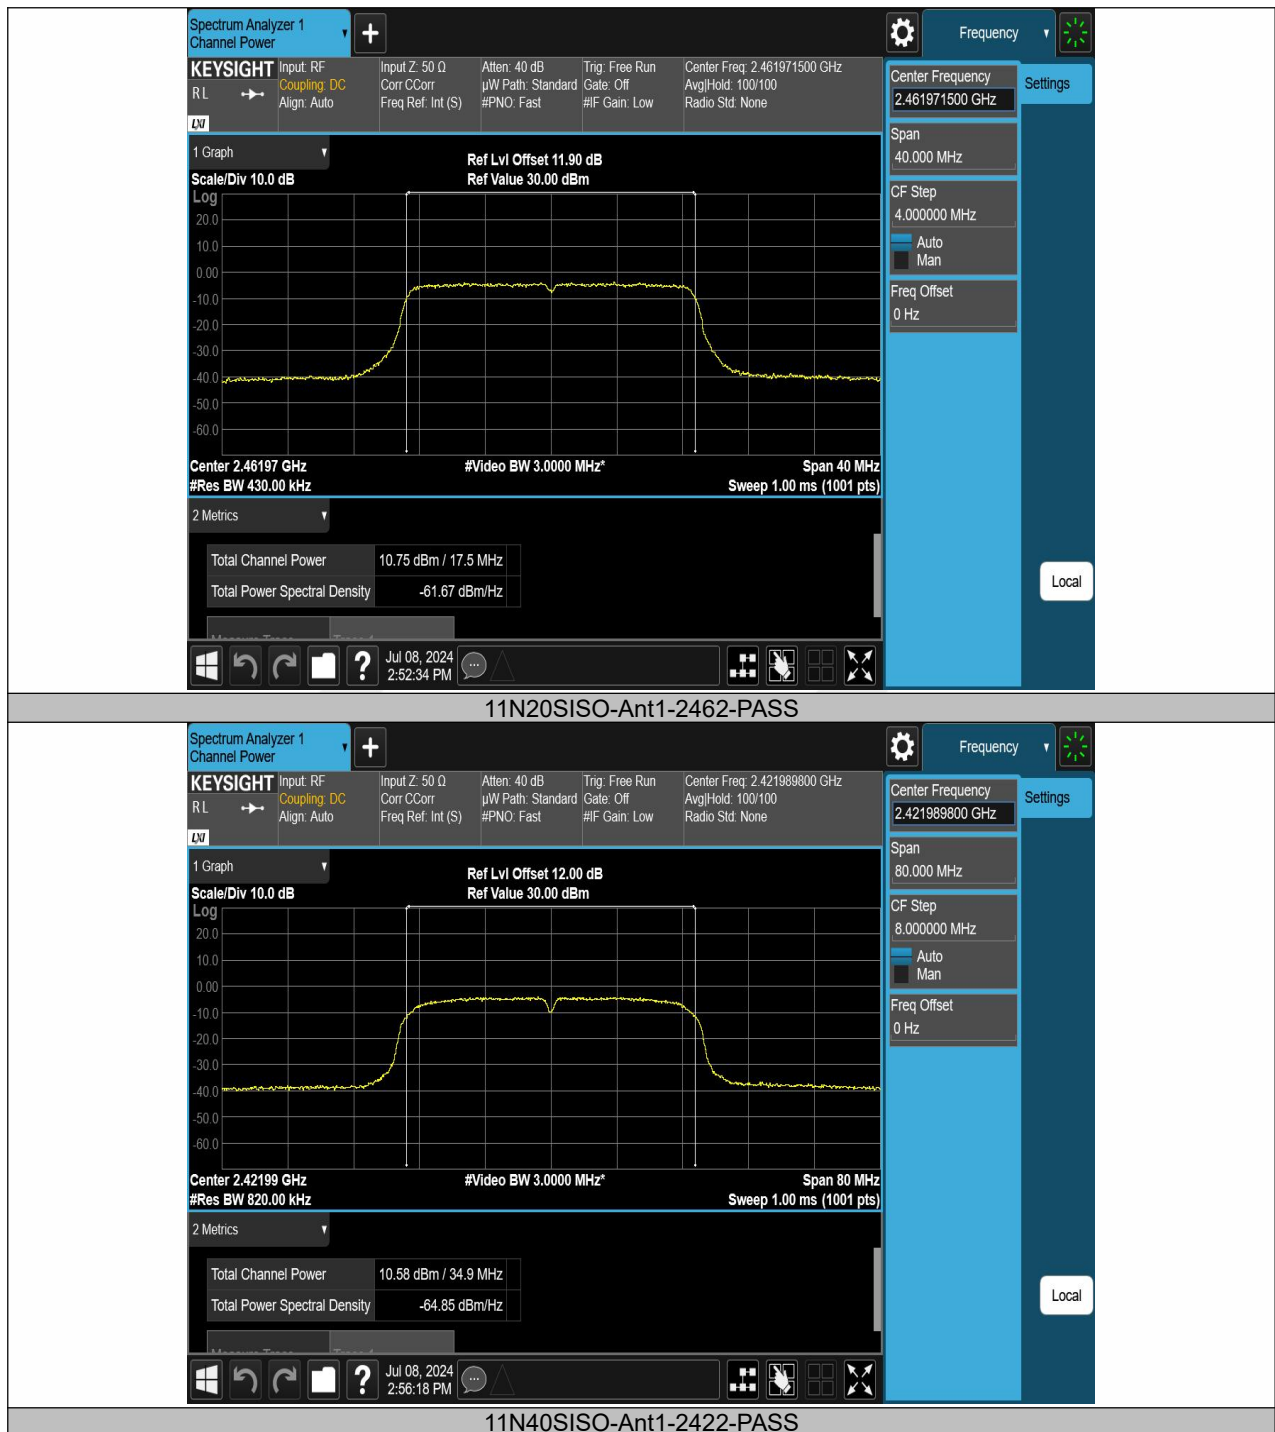 Spectrum Analyzer 1
Channel Power
+
Frequency
KEYSIGHT
R L
LXI
Input: RF
Coupling: DC
Align: Auto
Input Z: 50 Ω
Corr CCorr
Freq Ref: Int (S)
Atten: 40 dB
µW Path: Standard
#PNO: Fast
Trig: Free Run
Gate: Off
#IF Gain: Low
Center Freq: 2.461971500 GHz
Avg|Hold: 100/100
Radio Std: None
Center Frequency
2.461971500 GHz
Settings
Span
40.000 MHz
CF Step
4.000000 MHz
Auto
Man
Freq Offset
0 Hz
Local
1 Graph
Ref Lvl Offset 11.90 dB
Scale/Div 10.0 dB
Ref Value 30.00 dBm
Log
20.0
10.0
0.00
-10.0
-20.0
-30.0
-40.0
-50.0
-60.0
Center 2.46197 GHz
#Video BW 3.0000 MHz*
Span 40 MHz
#Res BW 430.00 kHz
Sweep 1.00 ms (1001 pts)
2 Metrics
Total Channel Power 10.75 dBm / 17.5 MHz
Total Power Spectral Density -61.67 dBm/Hz
?
Jul 08, 2024
2:52:34 PM
11N20SISO-Ant1-2462-PASS
Spectrum Analyzer 1
Channel Power
+
Frequency
KEYSIGHT
R L
LXI
Input: RF
Coupling: DC
Align: Auto
Input Z: 50 Ω
Corr CCorr
Freq Ref: Int (S)
Atten: 40 dB
µW Path: Standard
#PNO: Fast
Trig: Free Run
Gate: Off
#IF Gain: Low
Center Freq: 2.421989800 GHz
Avg|Hold: 100/100
Radio Std: None
Center Frequency
2.421989800 GHz
Settings
Span
80.000 MHz
CF Step
8.000000 MHz
Auto
Man
Freq Offset
0 Hz
Local
1 Graph
Ref Lvl Offset 12.00 dB
Scale/Div 10.0 dB
Ref Value 30.00 dBm
Log
20.0
10.0
0.00
-10.0
-20.0
-30.0
-40.0
-50.0
-60.0
Center 2.42199 GHz
#Video BW 3.0000 MHz*
Span 80 MHz
#Res BW 820.00 kHz
Sweep 1.00 ms (1001 pts)
2 Metrics
Total Channel Power 10.58 dBm / 34.9 MHz
Total Power Spectral Density -64.85 dBm/Hz
?
Jul 08, 2024
2:56:18 PM
11N40SISO-Ant1-2422-PASS